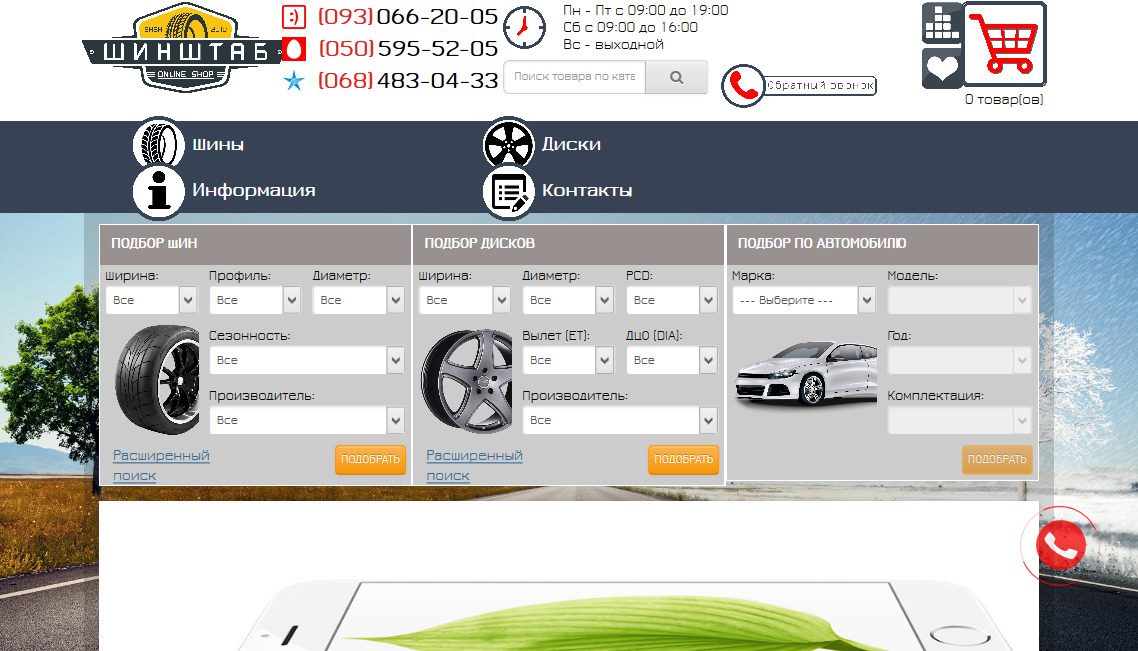 SHSH AUTO
ШИНШТАБ
ONLINE SHOP
:)
(093) 066-20-05
(050) 595-52-05
(068) 483-04-33
Пн - Пт с 09:00 до 19:00
Сб с 09:00 до 16:00
Вс - выходной
Поиск товара по ката
Обратный звонок
0 товар(ов)
Шины
Диски
Информация
Контакты
ПОДБОР ШИН
Ширина:
Профиль:
Диаметр:
Все
Все
Все
Сезонность:
Все
Производитель:
Все
Расширенный
поиск
ПОДОБРАТЬ
ПОДБОР ДИСКОВ
Ширина:
Диаметр:
PCD:
Все
Все
Все
Вылет (ET):
ДЦО (DIA):
Все
Все
Производитель:
Все
Расширенный
поиск
ПОДОБРАТЬ
ПОДБОР ПО АВТОМОБИЛЮ
Марка:
Модель:
--- Выберите ---
Год:
Комплектация:
ПОДОБРАТЬ